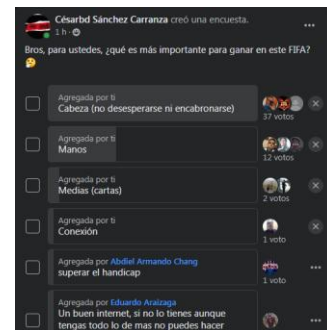 Césarbd Sánchez Carranza creó una encuesta.
1 h ·
Bros, para ustedes, ¿qué es más importante para ganar en este FIFA?
🤔
Agregada por ti
Cabeza (no desesperarse ni encabronarse)
37 votos
Agregada por ti
Manos
12 votos
Agregada por ti
Medias (cartas)
2 votos
Agregada por ti
Conexión
1 voto
Agregada por Abdiel Armando Chang
superar el handicap
1 voto
Agregada por Eduardo Araizaga
Un buen internet, si no lo tienes aunque
tengas todo lo de mas no puedes hacer